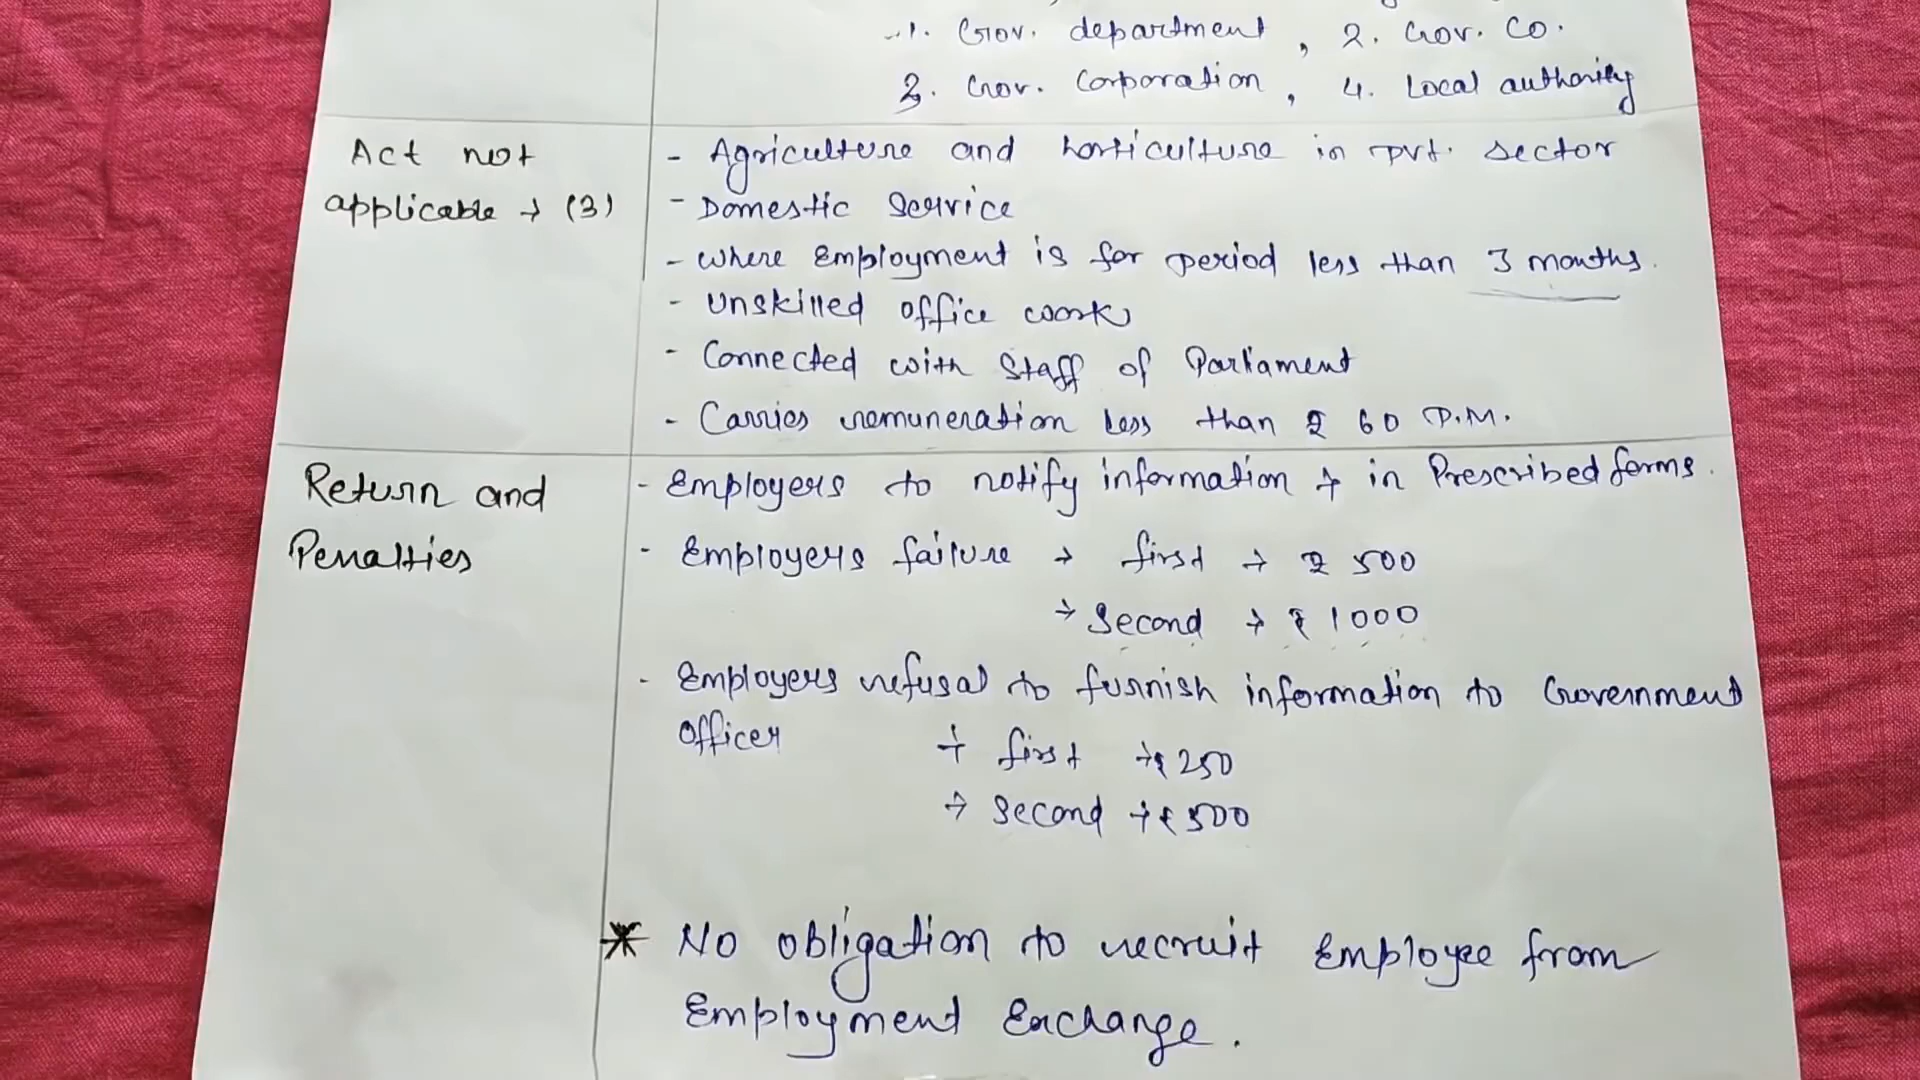 1. Gov. department, 2. Gov. Co.
3. Gov. Corporation, 4. Local authority
Act not
applicable → (3)
- Agriculture and horticulture in pvt. sector
- Domestic Service
- where Employment is for period less than 3 months.
- Unskilled office work
- Connected with Staff of Parliament
- Carries remuneration less than ₹ 60 P.M.
Return and
Penalties
- Employers to notify information → in Prescribed forms.
- Employers failure → first → ₹ 500
→ Second → ₹ 1000
- Employers refusal to furnish information to Government
Officer → first → ₹ 250
→ Second → ₹ 500
* No obligation to recruit Employee from
Employment Exchange.